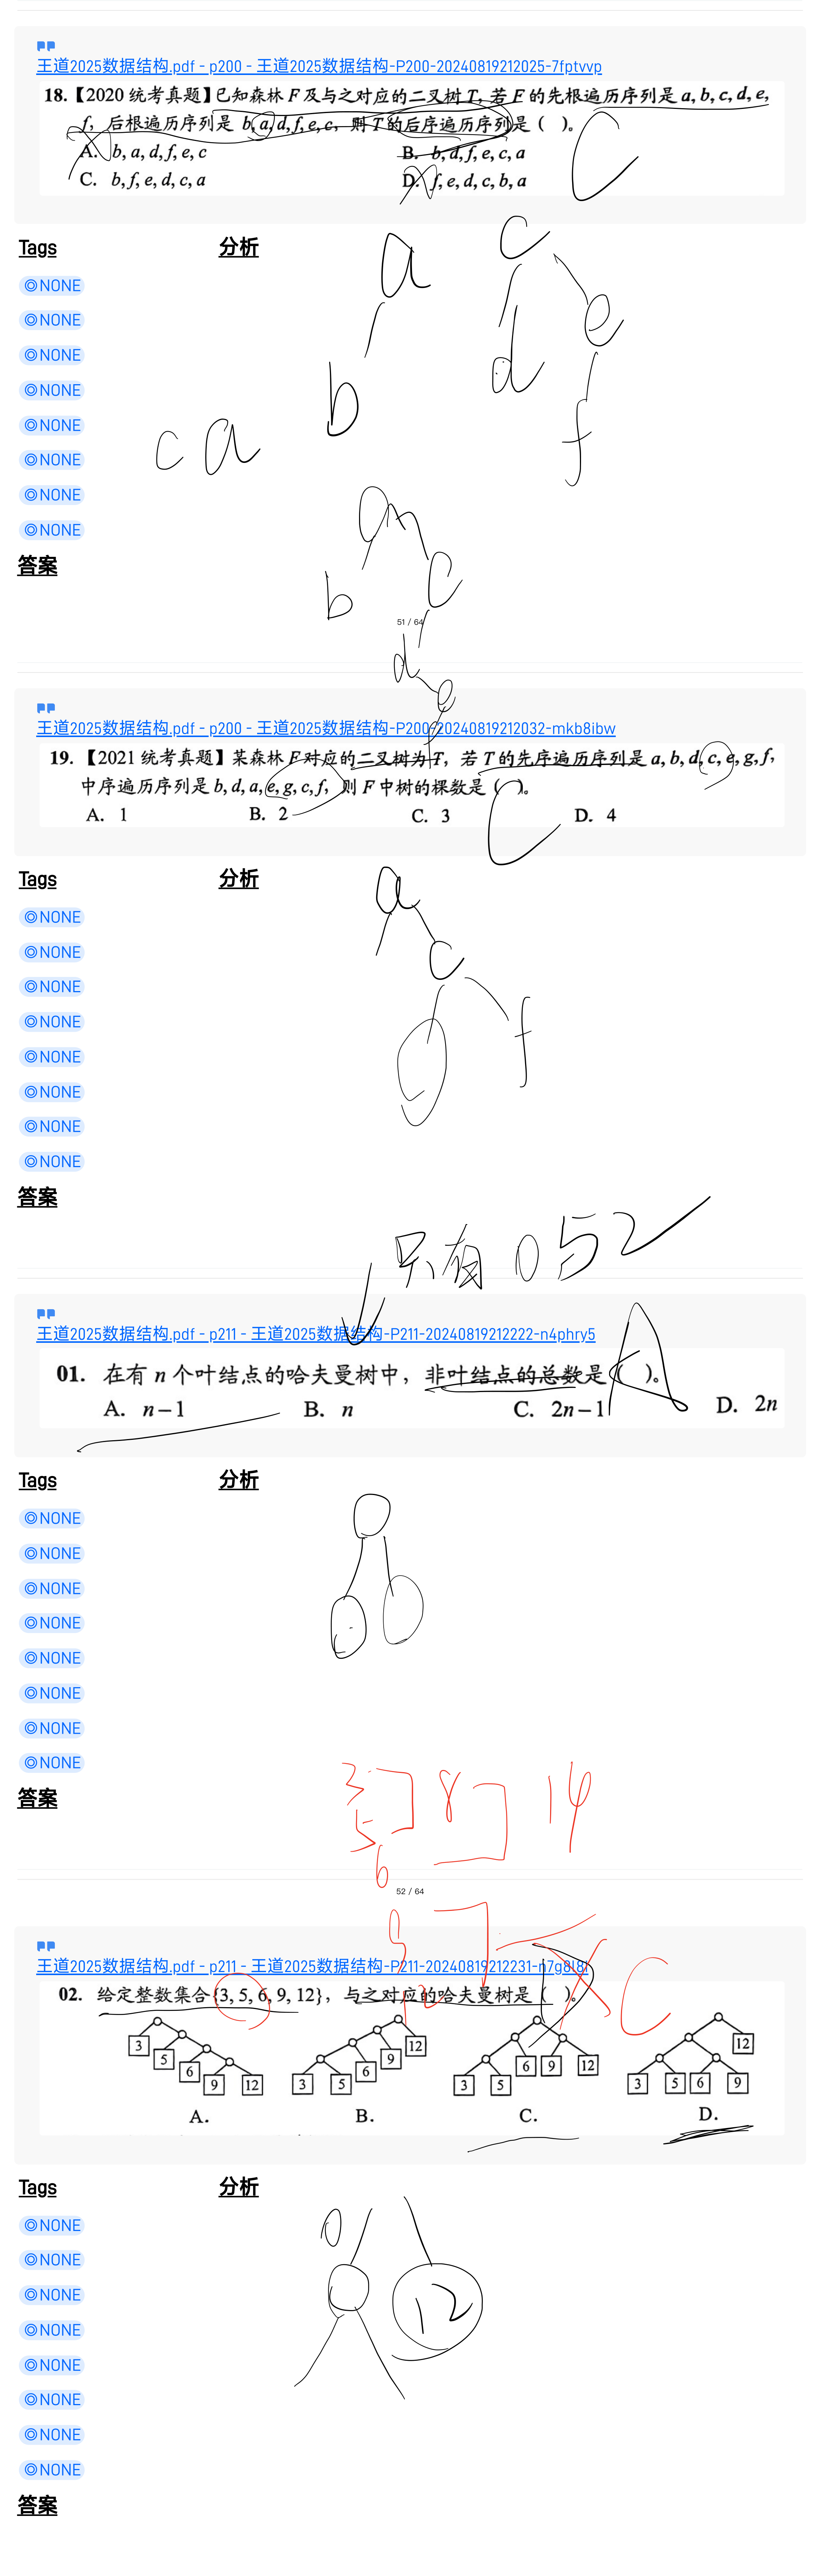 王道2025数据结构.pdf - p200 - 王道2025数据结构-P200-20240819212025-7fptvvp
18.【2020 统考真题】已知森林 F 及与之对应的二叉树 T, 若 F 的先根遍历序列是 a, b, c, d, e,
f, 后根遍历序列是 b, a, d, f, e, c, 则 T 的后序遍历序列是 ( )。
A. b, a, d, f, e, c
B. b, d, f, e, c, a
C. b, f, e, d, c, a
D. f, e, d, c, b, a
C
Tags
分析
a
c
◎NONE
◎NONE
e
◎NONE
d
◎NONE
b
◎NONE
c a
f
◎NONE
◎NONE
a
◎NONE
答案
b
c
51 / 64
d
e
f
王道2025数据结构.pdf - p200 - 王道2025数据结构-P200-20240819212032-mkb8ibw
19. 【2021 统考真题】某森林 F 对应的二叉树为 T, 若 T 的先序遍历序列是 a, b, d, c, e, g, f,
中序遍历序列是 b, d, a, e, g, c, f, 则 F 中树的棵数是 ( )。
A. 1
B. 2
C. 3
D. 4
C
Tags
分析
a
◎NONE
◎NONE
c
◎NONE
◎NONE
f
◎NONE
◎NONE
◎NONE
◎NONE
答案
只有 0 5 2
王道2025数据结构.pdf - p211 - 王道2025数据结构-P211-20240819212222-n4phry5
01. 在有 n 个叶结点的哈夫曼树中, 非叶结点的总数是 ( )。
A. n−1
B. n
C. 2n−1
D. 2n
A
Tags
分析
◎NONE
◎NONE
◎NONE
◎NONE
◎NONE
◎NONE
◎NONE
◎NONE
3
8
14
答案
5
6
52 / 64
9
王道2025数据结构.pdf - p211 - 王道2025数据结构-P211-20240819212231-n7g8l8l
02. 给定整数集合{3, 5, 6, 9, 12}, 与之对应的哈夫曼树是 ( )。
12
C
3 5 6 9 12
A.
12 9 6 3 5
B.
6 9 12 3 5
C.
12 3 5 6 9
D.
Tags
分析
◎NONE
0
◎NONE
◎NONE
12
◎NONE
◎NONE
◎NONE
◎NONE
◎NONE
答案